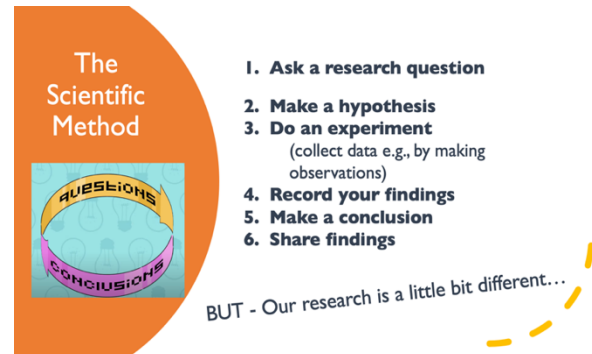 The
Scientific
Method
QUESTIONS
CONCLUSIONS
1. Ask a research question
2. Make a hypothesis
3. Do an experiment
(collect data e.g., by making
observations)
4. Record your findings
5. Make a conclusion
6. Share findings
BUT - Our research is a little bit different…